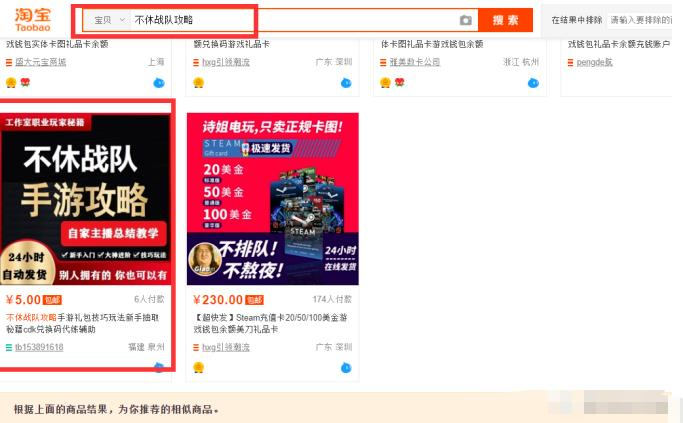 淘宝
Taobao
宝贝
不休战队攻略
搜 索
在结果中排除
请输入要排除的
戏钱包实体卡图礼品卡余额
额兑换码游戏礼品卡
体卡图礼品卡游戏钱包余额
戏钱包礼品卡余额充钱账户
盛大元宝网城
上海
hxg引领潮流
广东 深圳
雅美数卡公司
浙江 杭州
pengde航
工作室职业玩家秘籍
不休战队
手游攻略
自家主播总结教学
✓新手入门 ✓大神进阶 ✓技巧玩法
24小时
自动发货
别人拥有的 你也可以有
诗姐电玩,只卖正规卡图!
STEAM
Gift card
极速发货
20美金
标准版
50美金
普通版
100美金
豪华版
STEAM
不排队!
不熬夜!
24小时
在线发货
¥5.00
包邮
6人付款
不休战队攻略手游礼包技巧玩法新手抽取
秘籍cdk兑换码代练辅助
tb153891618
福建 泉州
¥230.00
包邮
174人付款
【超快发】Steam充值卡20/50/100美金游
戏钱包余额美刀礼品卡
hxg引领潮流
广东 深圳
根据上面的商品结果，为你推荐的相似商品。